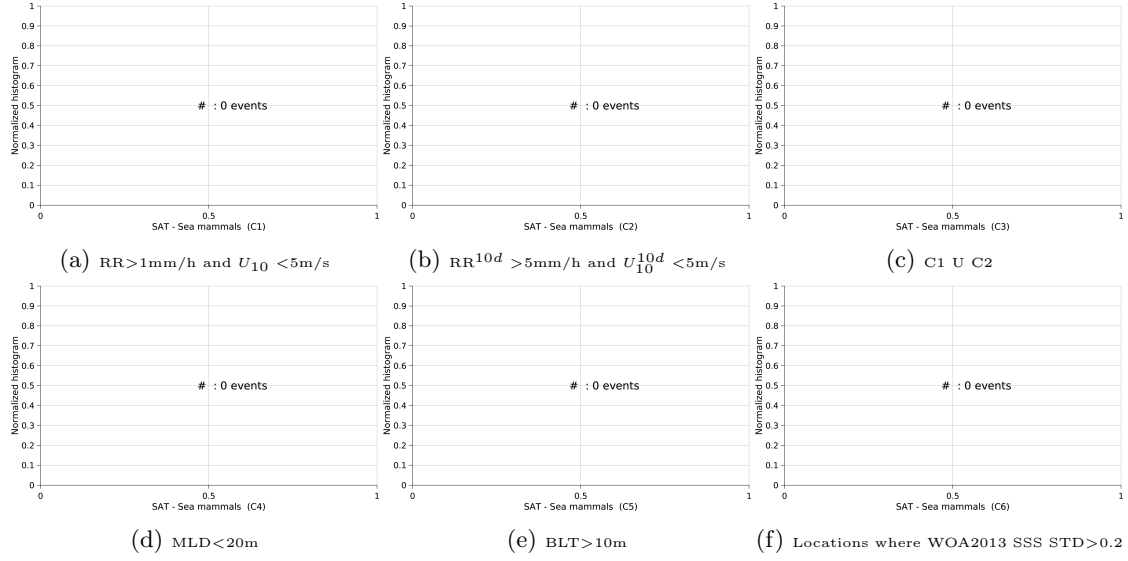 Normalized histogram
1
0.9
0.8
0.7
0.6
0.5
0.4
0.3
0.2
0.1
0
# : 0 events
0 0.5 1
SAT - Sea mammals (C1)
(a) RR>1mm/h and U10 <5m/s
Normalized histogram
1
0.9
0.8
0.7
0.6
0.5
0.4
0.3
0.2
0.1
0
# : 0 events
0 0.5 1
SAT - Sea mammals (C2)
(b) RR^10d >5mm/h and U10^10d <5m/s
Normalized histogram
1
0.9
0.8
0.7
0.6
0.5
0.4
0.3
0.2
0.1
0
# : 0 events
0 0.5 1
SAT - Sea mammals (C3)
(c) C1 U C2
Normalized histogram
1
0.9
0.8
0.7
0.6
0.5
0.4
0.3
0.2
0.1
0
# : 0 events
0 0.5 1
SAT - Sea mammals (C4)
(d) MLD<20m
Normalized histogram
1
0.9
0.8
0.7
0.6
0.5
0.4
0.3
0.2
0.1
0
# : 0 events
0 0.5 1
SAT - Sea mammals (C5)
(e) BLT>10m
Normalized histogram
1
0.9
0.8
0.7
0.6
0.5
0.4
0.3
0.2
0.1
0
# : 0 events
0 0.5 1
SAT - Sea mammals (C6)
(f) Locations where WOA2013 SSS STD>0.2